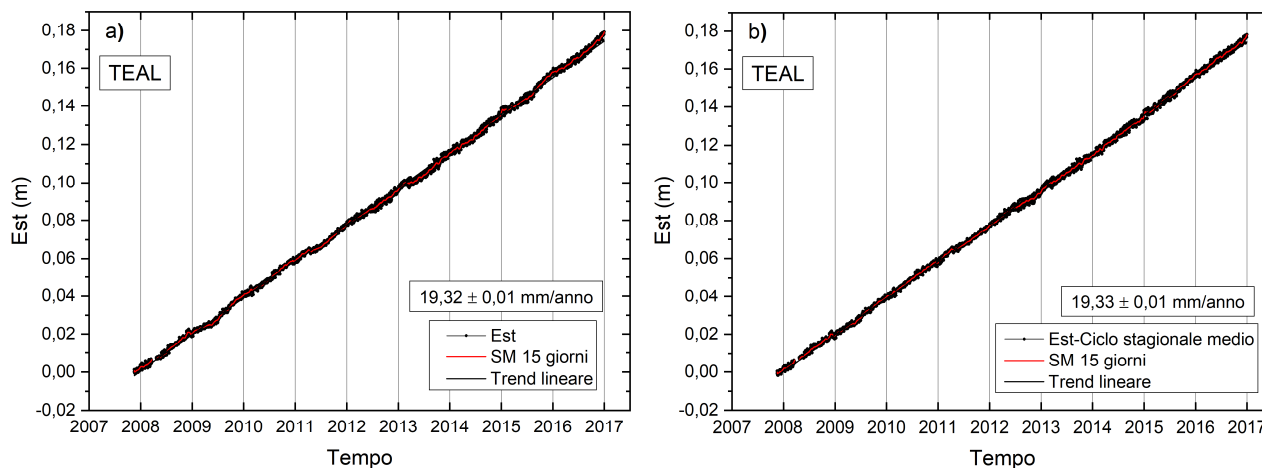 a)
TEAL
Est (m)
0,18
0,16
0,14
0,12
0,10
0,08
0,06
0,04
0,02
0,00
-0,02
19,32 ± 0,01 mm/anno
Est
SM 15 giorni
Trend lineare
2007 2008 2009 2010 2011 2012 2013 2014 2015 2016 2017
Tempo
b)
TEAL
Est (m)
0,18
0,16
0,14
0,12
0,10
0,08
0,06
0,04
0,02
0,00
-0,02
19,33 ± 0,01 mm/anno
Est-Ciclo stagionale medio
SM 15 giorni
Trend lineare
2007 2008 2009 2010 2011 2012 2013 2014 2015 2016 2017
Tempo